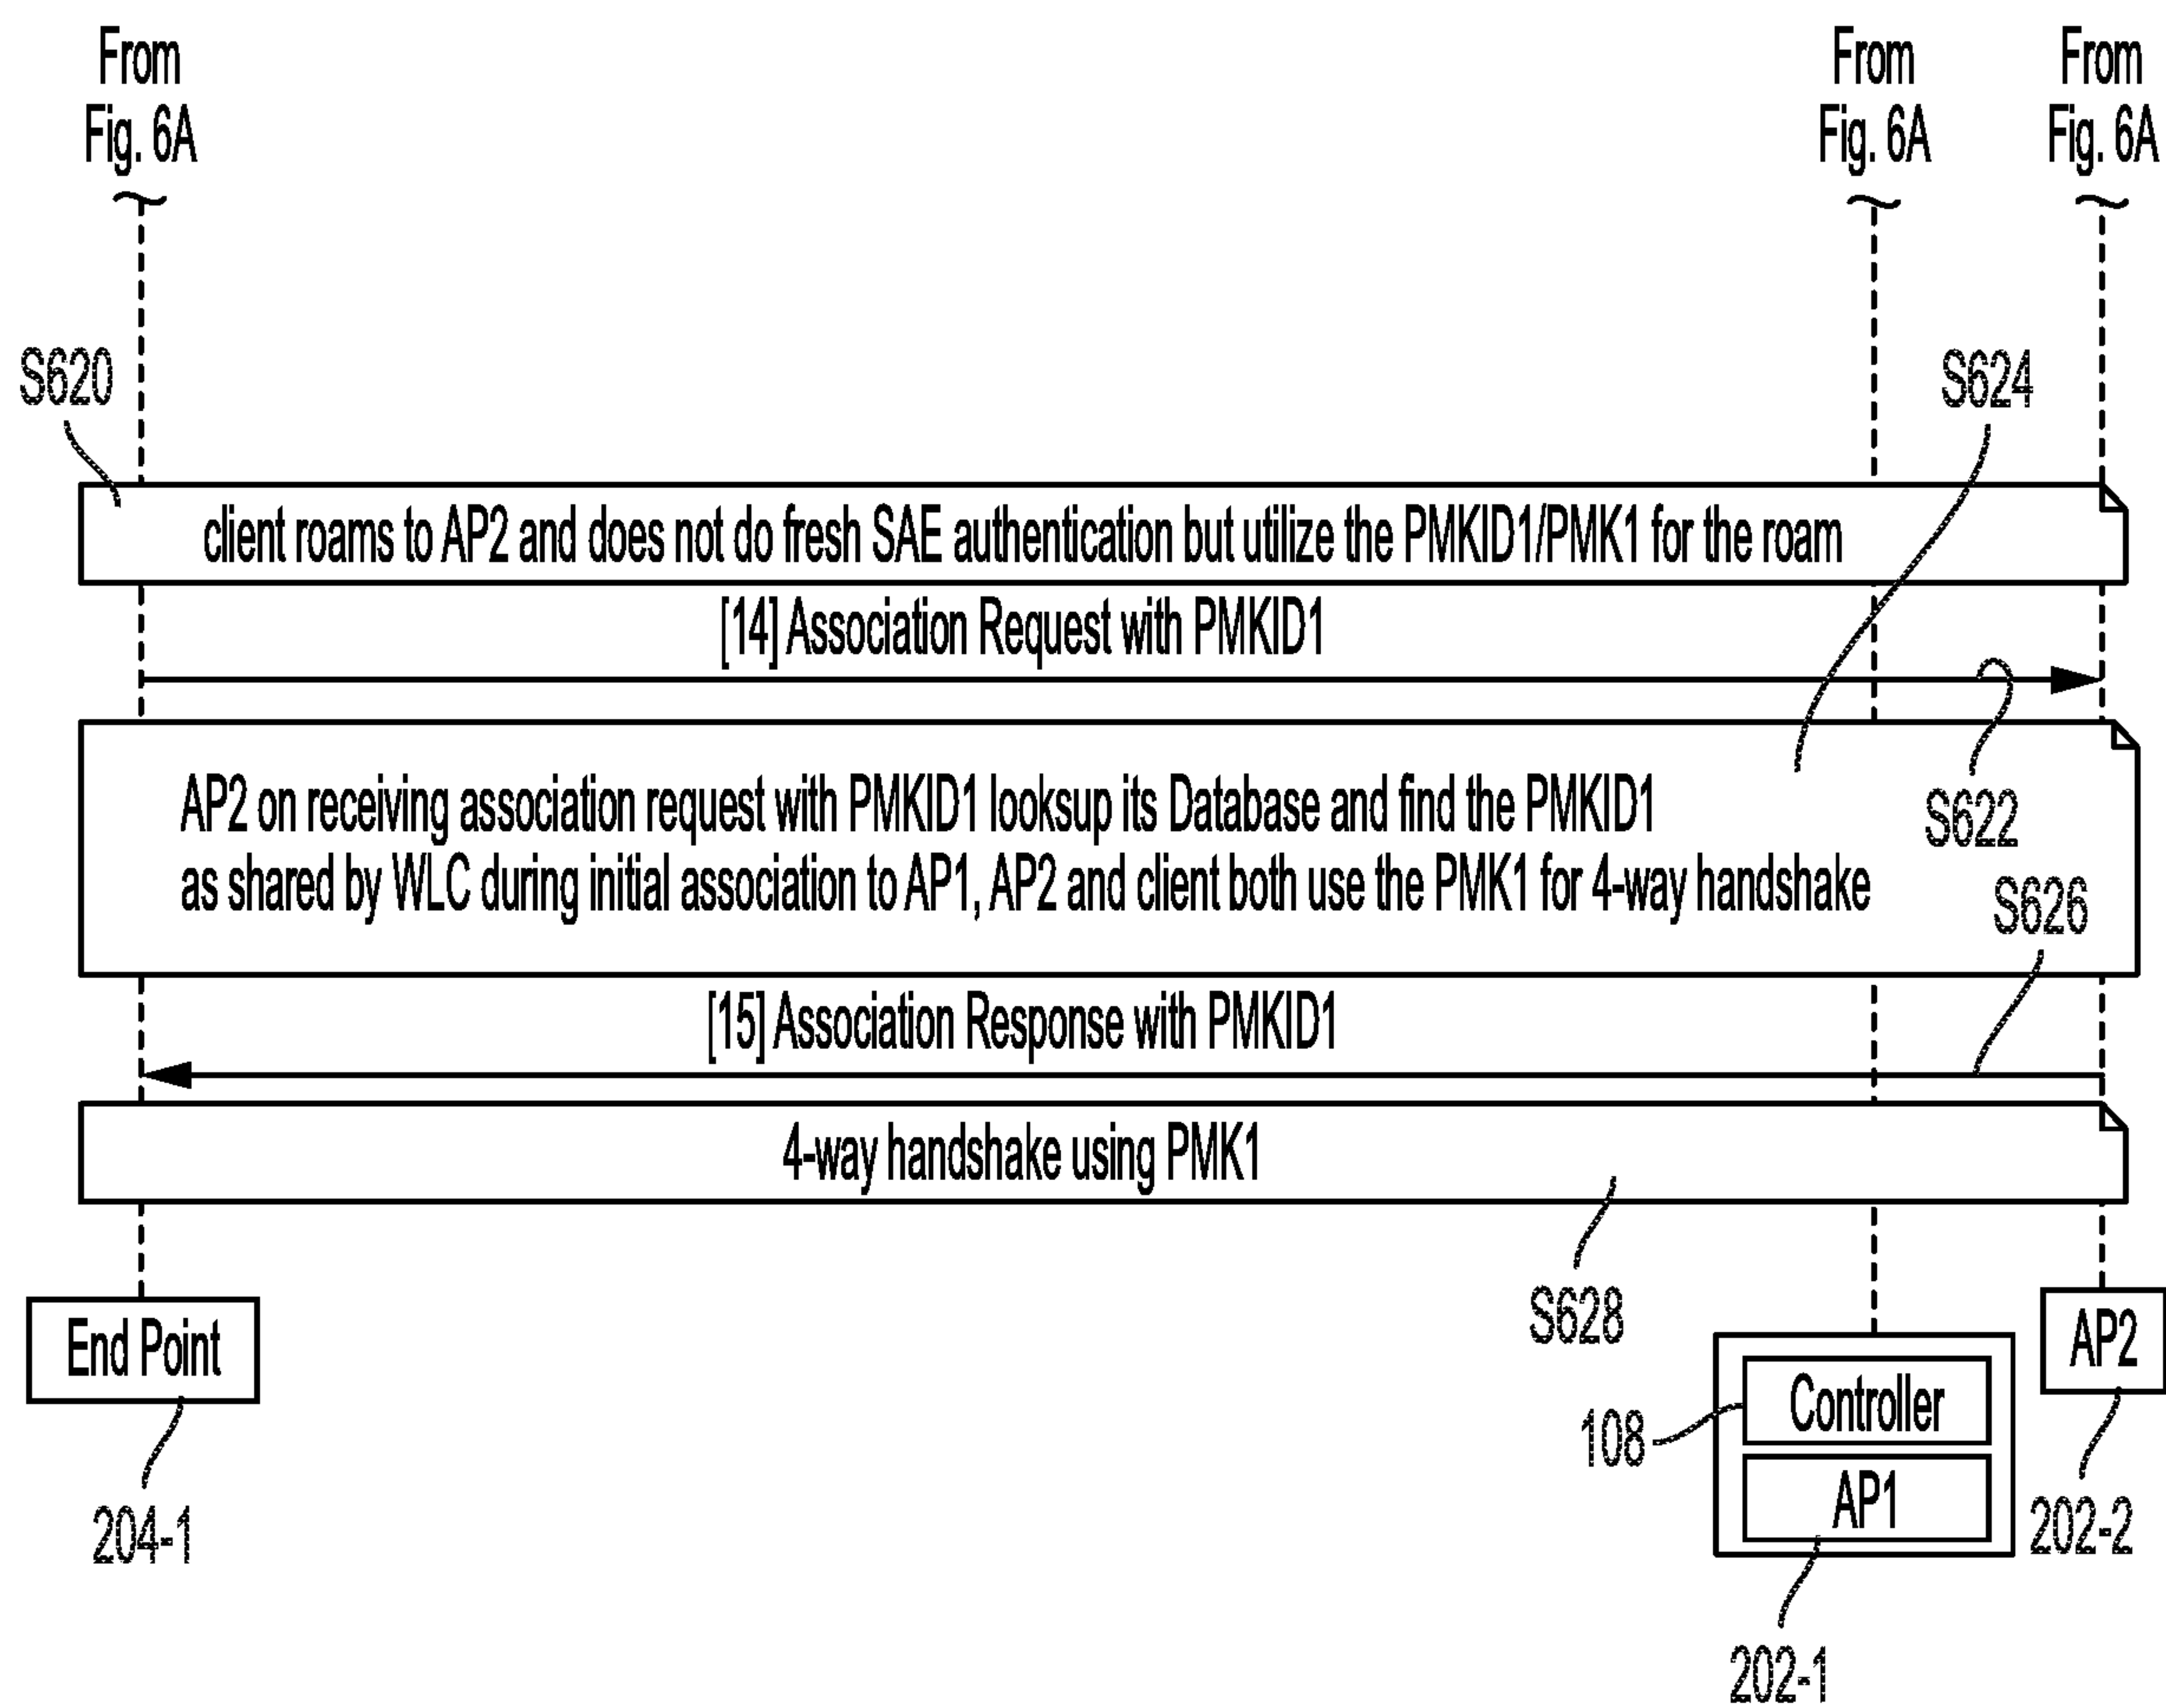 From
Fig. 6A
From
Fig. 6A
From
Fig. 6A
S620
S624
client roams to AP2 and does not do fresh SAE authentication but utilize the PMKID1/PMK1 for the roam
[14] Association Request with PMKID1
AP2 on receiving association request with PMKID1 looksup its Database and find the PMKID1
S622
as shared by WLC during initial association to AP1, AP2 and client both use the PMK1 for 4-way handshake
S626
[15] Association Response with PMKID1
4-way handshake using PMK1
S628
End Point
AP2
Controller
108
AP1
204-1
202-2
202-1